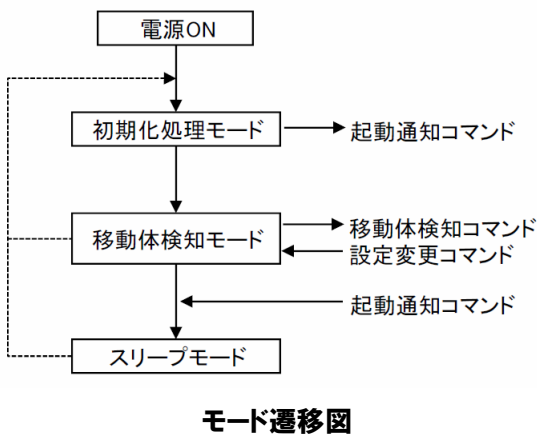 電源ON
初期化処理モード
起動通知コマンド
移動体検知モード
移動体検知コマンド
設定変更コマンド
起動通知コマンド
スリープモード
モード遷移図